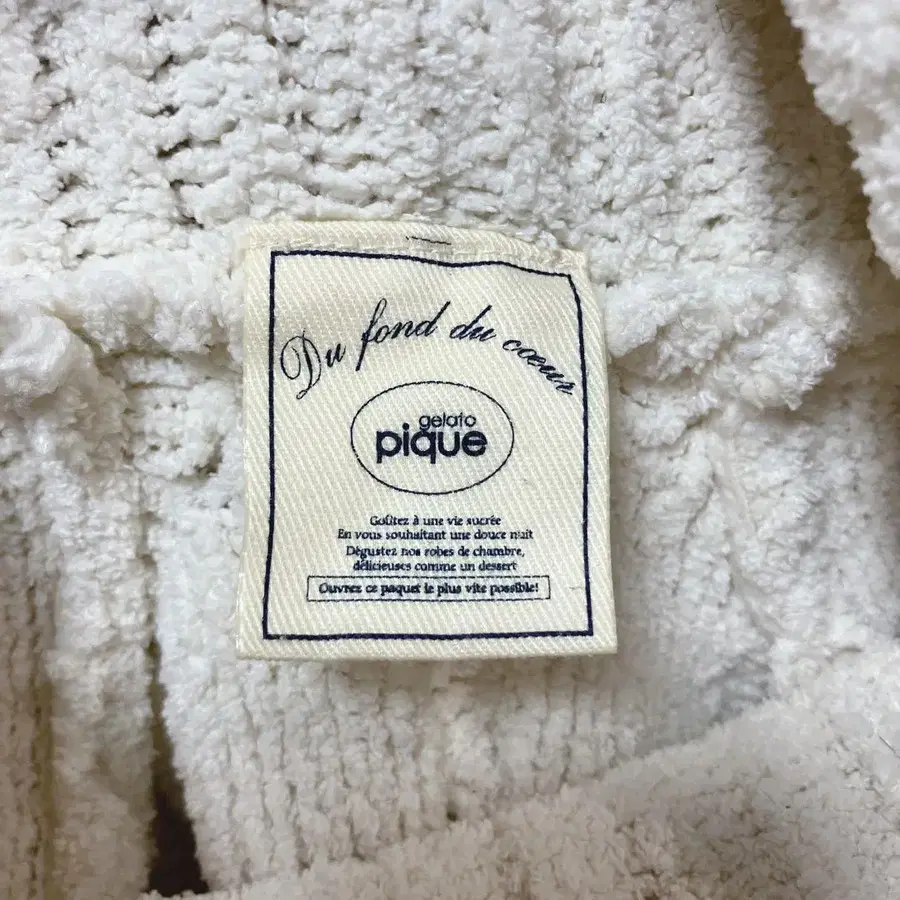 Du fond du coeur
gelato
pique
Goûtez à une vie sucrée
En vous souhaitant une douce nuit
Dégustez nos robes de chambre,
délicieuses comme un dessert
Ouvrez ce paquet le plus vite possible!